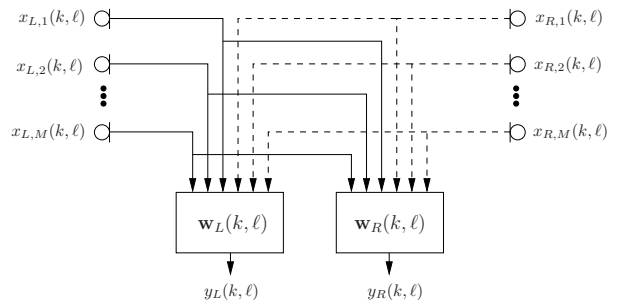 x_{L,1}(k,ℓ) x_{R,1}(k,ℓ)
x_{L,2}(k,ℓ) x_{R,2}(k,ℓ)
x_{L,M}(k,ℓ) x_{R,M}(k,ℓ)
w_L(k,ℓ) w_R(k,ℓ)
y_L(k,ℓ) y_R(k,ℓ)